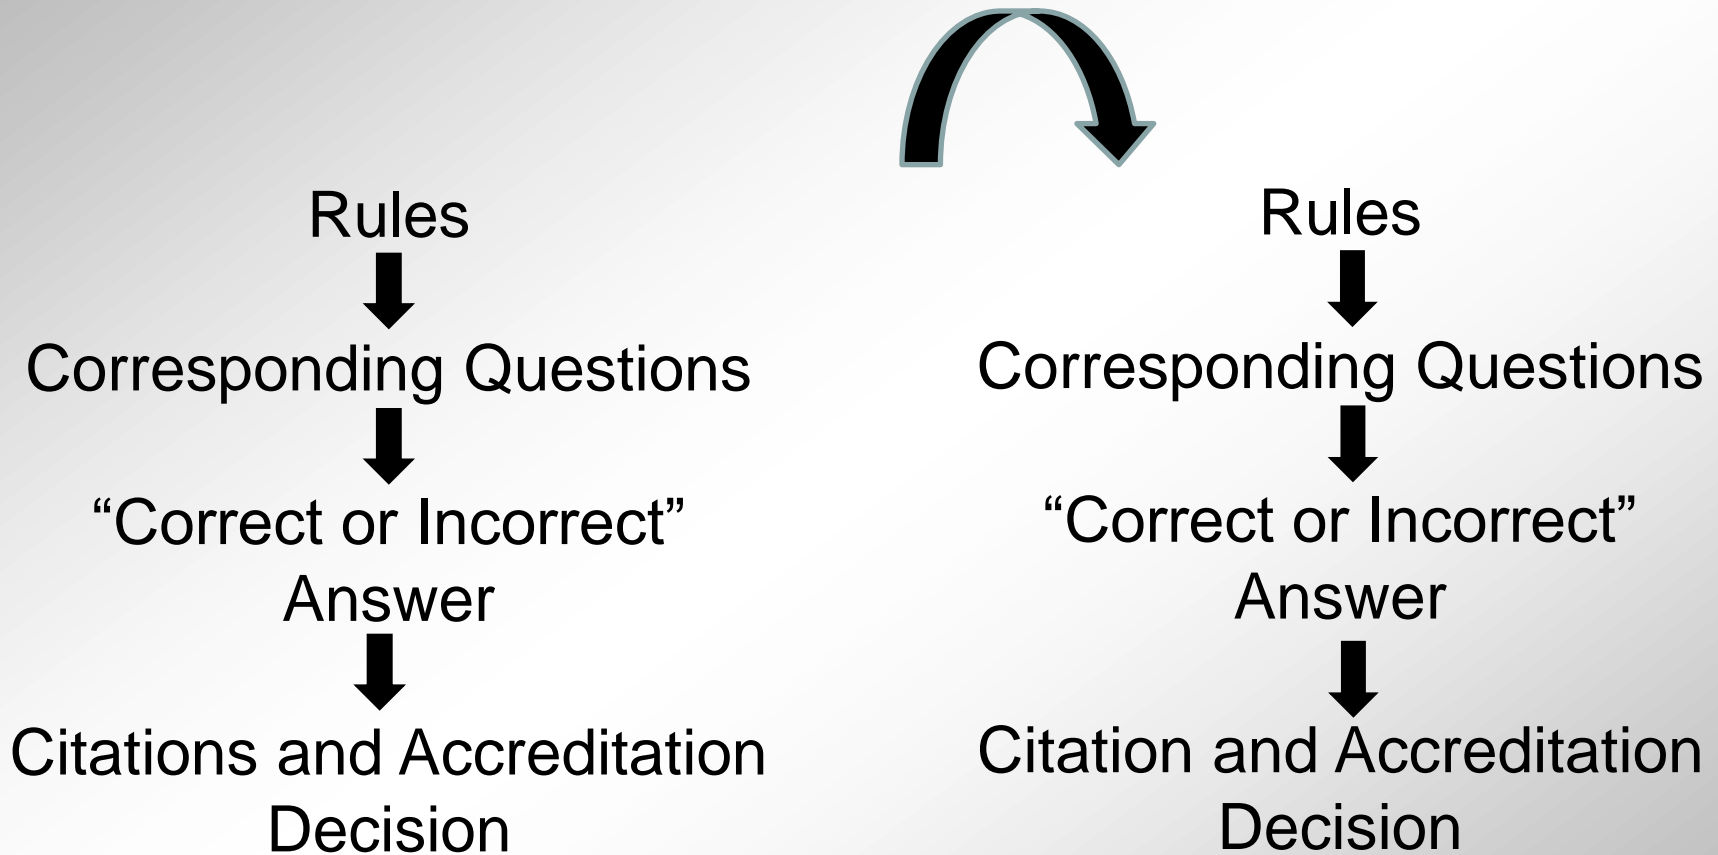 Rules
Corresponding Questions
“Correct or Incorrect”
Answer
Citations and Accreditation
Decision
Rules
Corresponding Questions
“Correct or Incorrect”
Answer
Citation and Accreditation
Decision